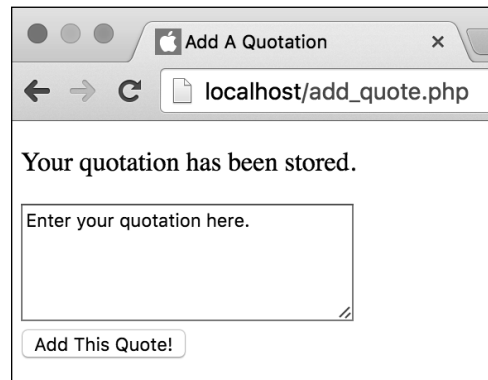 Add A Quotation
localhost/add_quote.php
Your quotation has been stored.
Enter your quotation here.
Add This Quote!